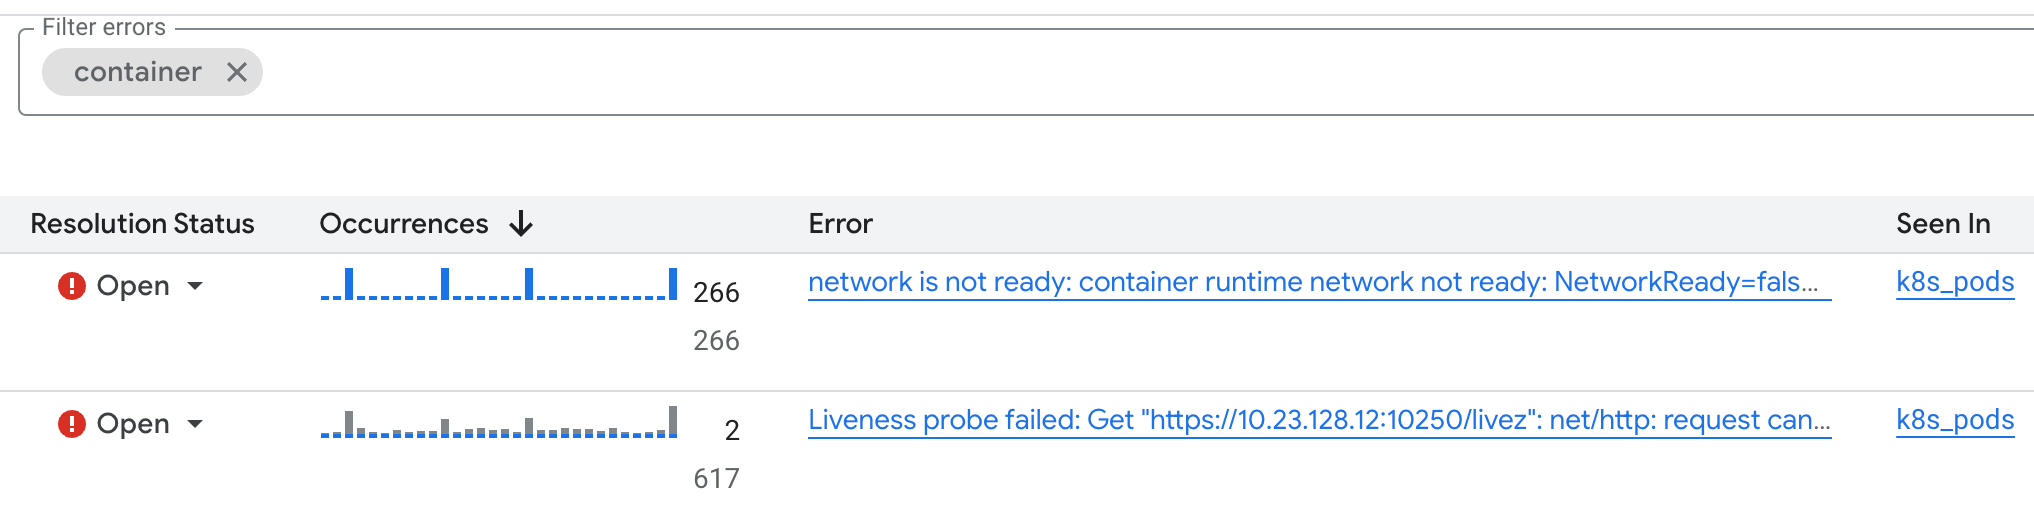 Filter errors
container
Resolution Status Occurrences Error Seen In
Open 266 network is not ready: container runtime network not ready: NetworkReady=fals... k8s_pods
266
Open 2 Liveness probe failed: Get "https://10.23.128.12:10250/livez": net/http: request can... k8s_pods
617